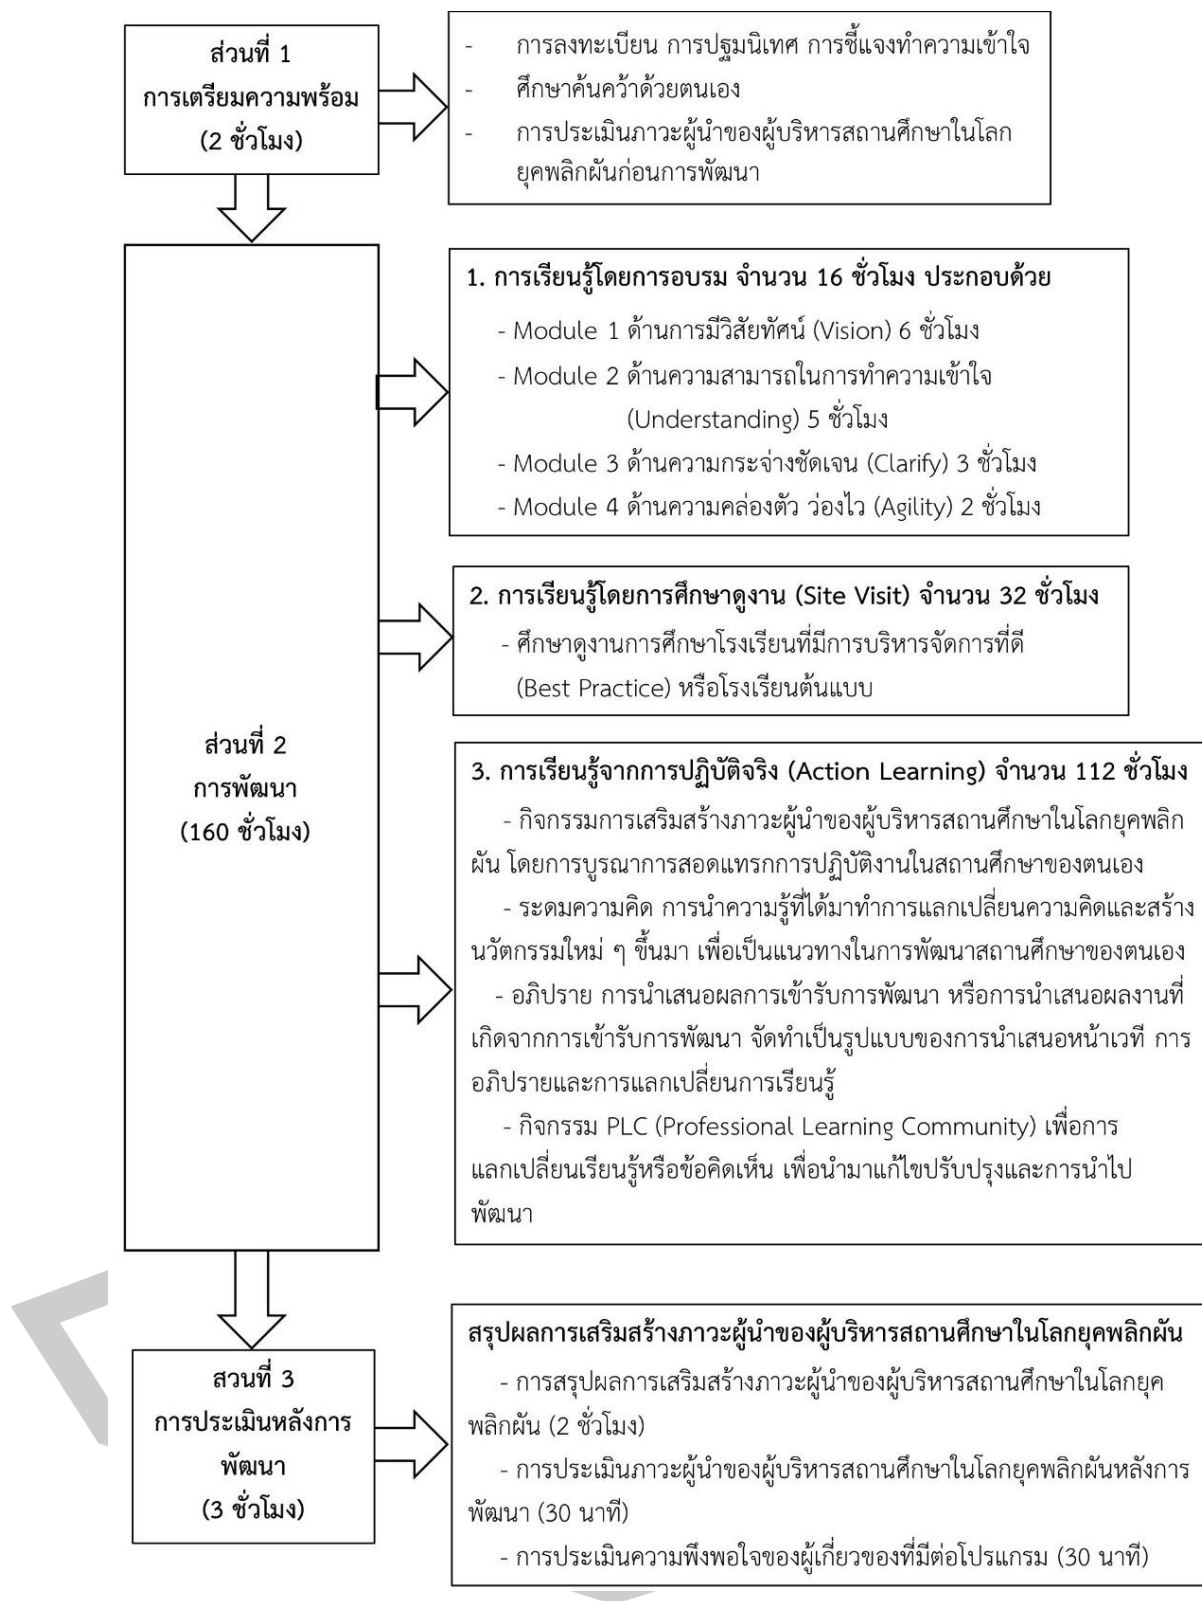 ส่วนที่ 1
การเตรียมความพร้อม
(2 ชั่วโมง)
- การลงทะเบียน การปฐมนิเทศ การชี้แจงทำความเข้าใจ
- ศึกษาค้นคว้าด้วยตนเอง
- การประเมินภาวะผู้นำของผู้บริหารสถานศึกษาในโลก
ยุคพลิกผันก่อนการพัฒนา
ส่วนที่ 2
การพัฒนา
(160 ชั่วโมง)
1. การเรียนรู้โดยการอบรม จำนวน 16 ชั่วโมง ประกอบด้วย
- Module 1 ด้านการมีวิสัยทัศน์ (Vision) 6 ชั่วโมง
- Module 2 ด้านความสามารถในการทำความเข้าใจ
(Understanding) 5 ชั่วโมง
- Module 3 ด้านความกระจ่างชัดเจน (Clarify) 3 ชั่วโมง
- Module 4 ด้านความคล่องตัว ว่องไว (Agility) 2 ชั่วโมง
2. การเรียนรู้โดยการศึกษาดูงาน (Site Visit) จำนวน 32 ชั่วโมง
- ศึกษาดูงานการศึกษาโรงเรียนที่มีการบริหารจัดการที่ดี
(Best Practice) หรือโรงเรียนต้นแบบ
3. การเรียนรู้จากการปฏิบัติจริง (Action Learning) จำนวน 112 ชั่วโมง
- กิจกรรมการเสริมสร้างภาวะผู้นำของผู้บริหารสถานศึกษาในโลกยุคพลิก
ผัน โดยการบูรณาการสอดแทรกการปฏิบัติงานในสถานศึกษาของตนเอง
- ระดมความคิด การนำความรู้ที่ได้มาทำการแลกเปลี่ยนความคิดและสร้าง
นวัตกรรมใหม่ ๆ ขึ้นมา เพื่อเป็นแนวทางในการพัฒนาสถานศึกษาของตนเอง
- อภิปราย การนำเสนอผลการเข้ารับการพัฒนา หรือการนำเสนอผลงานที่
เกิดจากการเข้ารับการพัฒนา จัดทำเป็นรูปแบบของการนำเสนอหน้าเวที การ
อภิปรายและการแลกเปลี่ยนการเรียนรู้
- กิจกรรม PLC (Professional Learning Community) เพื่อการ
แลกเปลี่ยนเรียนรู้หรือข้อคิดเห็น เพื่อนำมาแก้ไขปรับปรุงและการนำไป
พัฒนา
สวนที่ 3
การประเมินหลังการ
พัฒนา
(3 ชั่วโมง)
สรุปผลการเสริมสร้างภาวะผู้นำของผู้บริหารสถานศึกษาในโลกยุคพลิกผัน
- การสรุปผลการเสริมสร้างภาวะผู้นำของผู้บริหารสถานศึกษาในโลกยุค
พลิกผัน (2 ชั่วโมง)
- การประเมินภาวะผู้นำของผู้บริหารสถานศึกษาในโลกยุคพลิกผันหลังการ
พัฒนา (30 นาที)
- การประเมินความพึงพอใจของผู้เกี่ยวของที่มีต่อโปรแกรม (30 นาที)